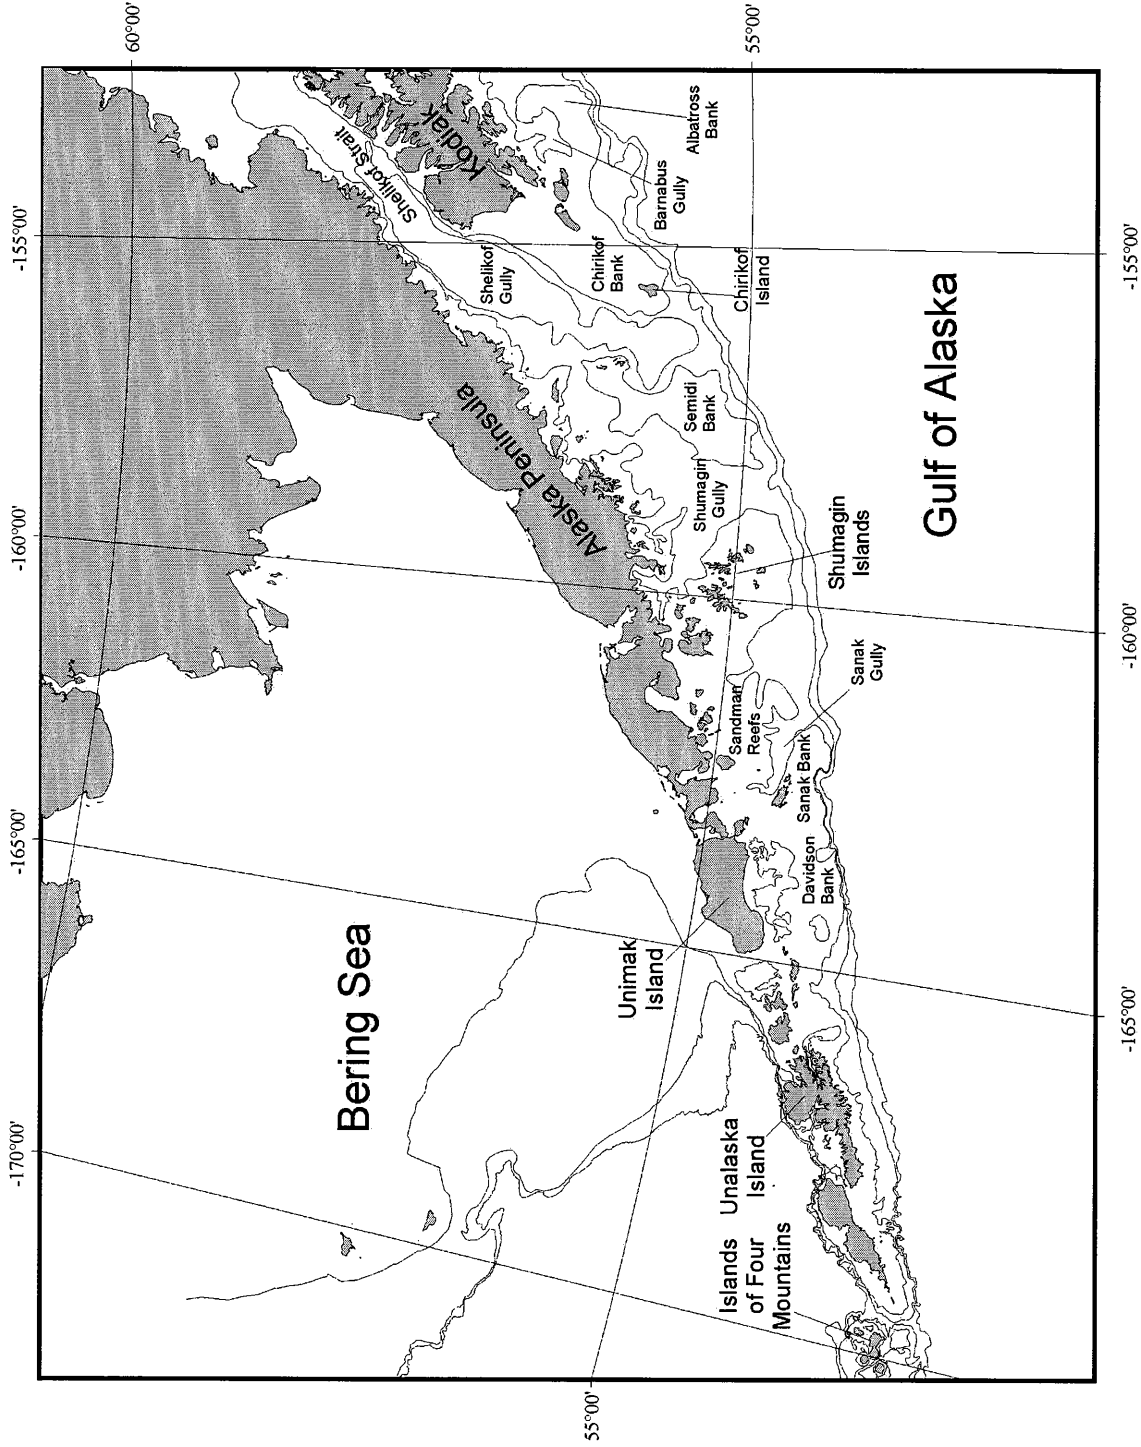 -170°00'
-165°00'
-160°00'
-155°00'
60°00'
55°00'
Bering Sea
Alaska Peninsula
Shelikof Strait
Kodiak
Shelikof
Gully
Chirikof
Bank
Barnabus
Gully
Albatross
Bank
Chirikof
Island
Semidi
Bank
Shumagin
Gully
Shumagin
Islands
Gulf of Alaska
Sandman
Reefs
Sanak
Gully
Sanak Bank
Davidson
Bank
Unimak
Island
Unalaska
Island
Islands
of Four
Mountains
55°00'
-165°00'
-160°00'
-155°00'